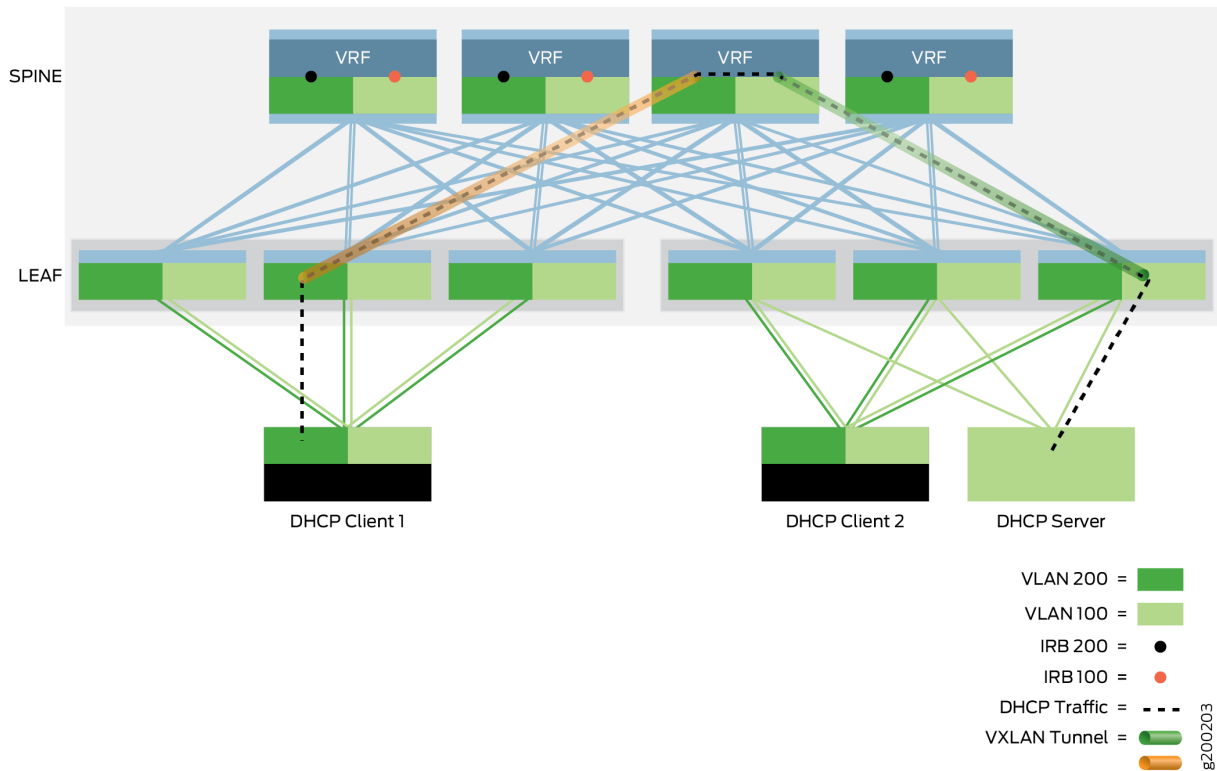 VRF
VRF
VRF
VRF
SPINE
LEAF
DHCP Client 1
DHCP Client 2
DHCP Server
VLAN 200 =
VLAN 100 =
IRB 200 =
IRB 100 =
DHCP Traffic =
VXLAN Tunnel =
g200203